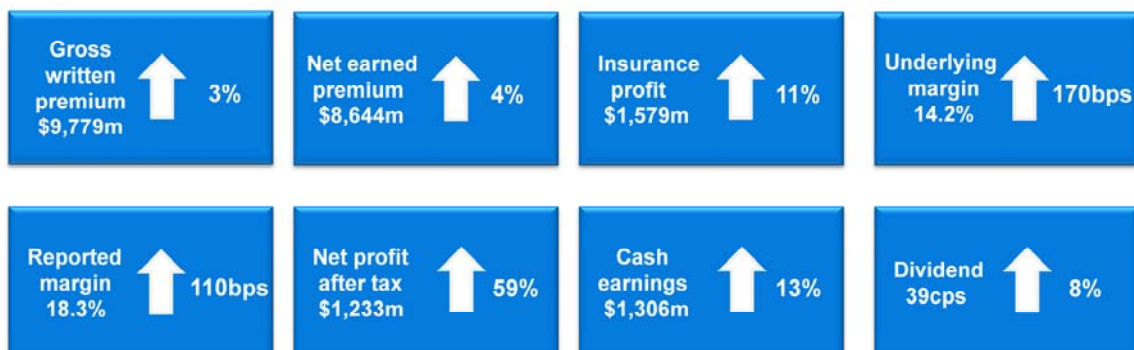 Gross
written
premium
$9,779m
3%
Net earned
premium
$8,644m
4%
Insurance
profit
$1,579m
11%
Underlying
margin
14.2%
170bps
Reported
margin
18.3%
110bps
Net profit
after tax
$1,233m
59%
Cash
earnings
$1,306m
13%
Dividend
39cps
8%